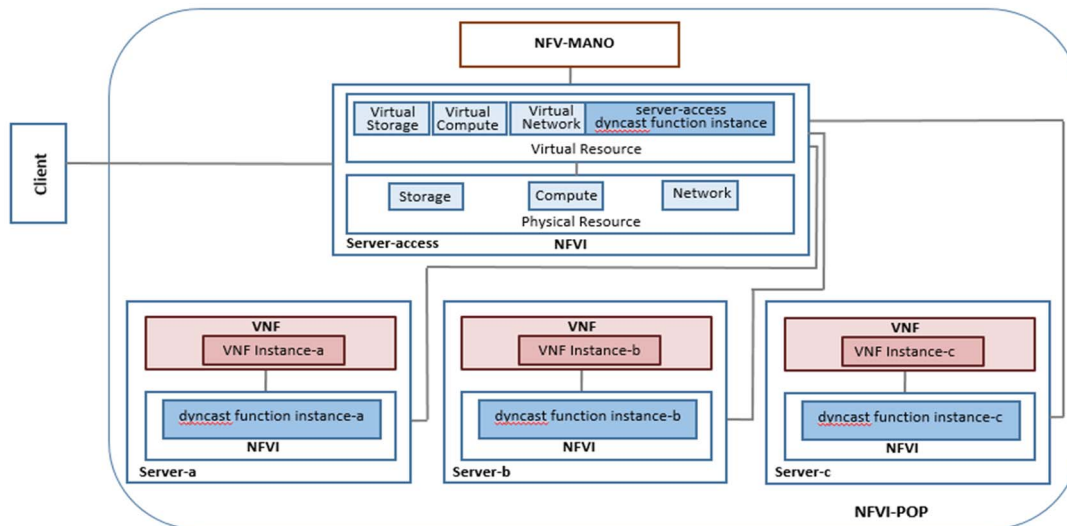 NFV-MANO
Client
Virtual
Storage
Virtual
Compute
Virtual
Network
server-access
dyncast function instance
Virtual Resource
Storage
Compute
Network
Physical Resource
Server-access
NFVI
VNF
VNF Instance-a
dyncast function instance-a
NFVI
Server-a
VNF
VNF Instance-b
dyncast function instance-b
NFVI
Server-b
VNF
VNF Instance-c
dyncast function instance-c
NFVI
Server-c
NFVI-POP